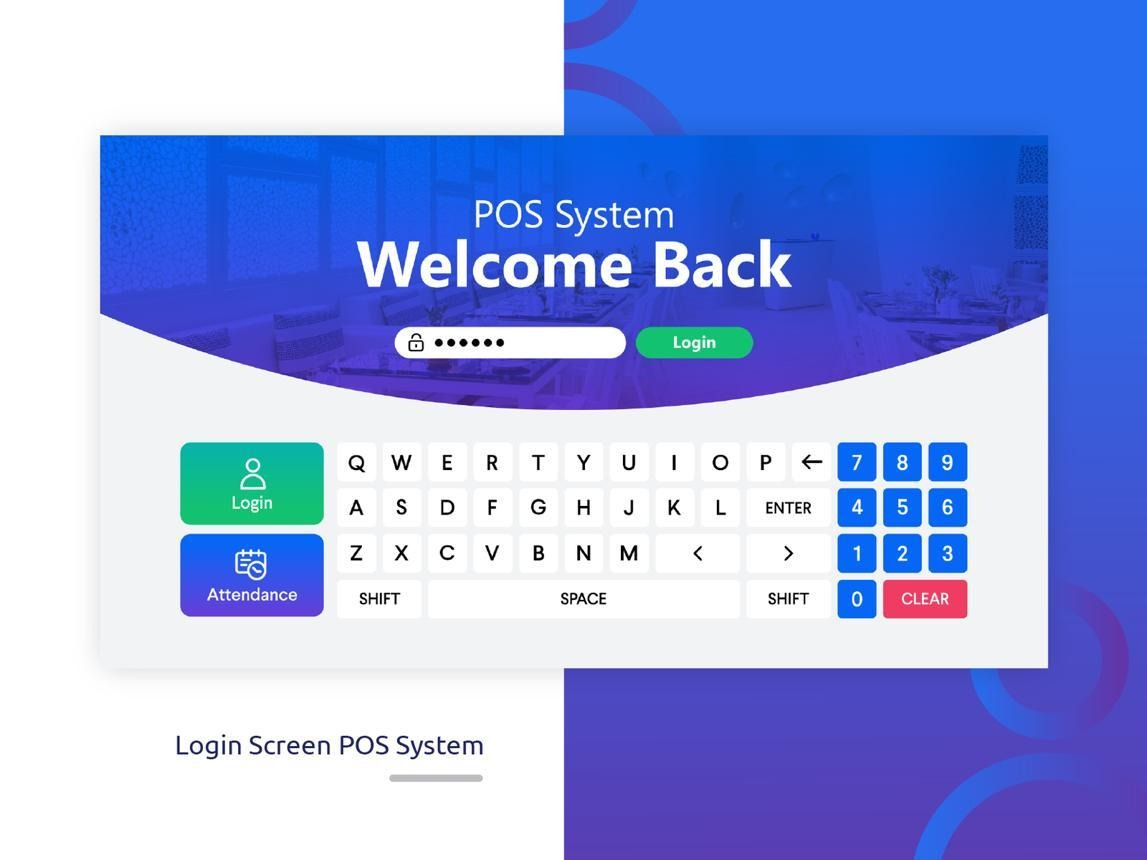 POS System
Welcome Back
●●●●●● Login
Login
Attendance
Q W E R T Y U I O P ← 7 8 9
A S D F G H J K L ENTER 4 5 6
Z X C V B N M < > 1 2 3
SHIFT SPACE SHIFT 0 CLEAR
Login Screen POS System